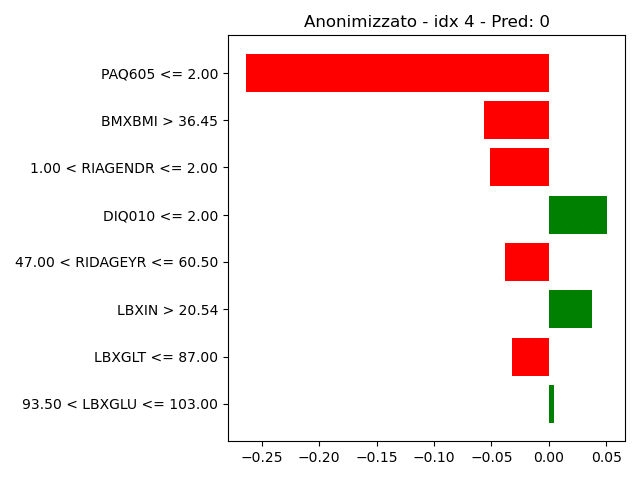 Anonimizzato - idx 4 - Pred: 0
PAQ605 <= 2.00
BMXBMI > 36.45
1.00 < RIAGENDR <= 2.00
DIQ010 <= 2.00
47.00 < RIDAGEYR <= 60.50
LBXIN > 20.54
LBXGLT <= 87.00
93.50 < LBXGLU <= 103.00
−0.25 −0.20 −0.15 −0.10 −0.05 0.00 0.05